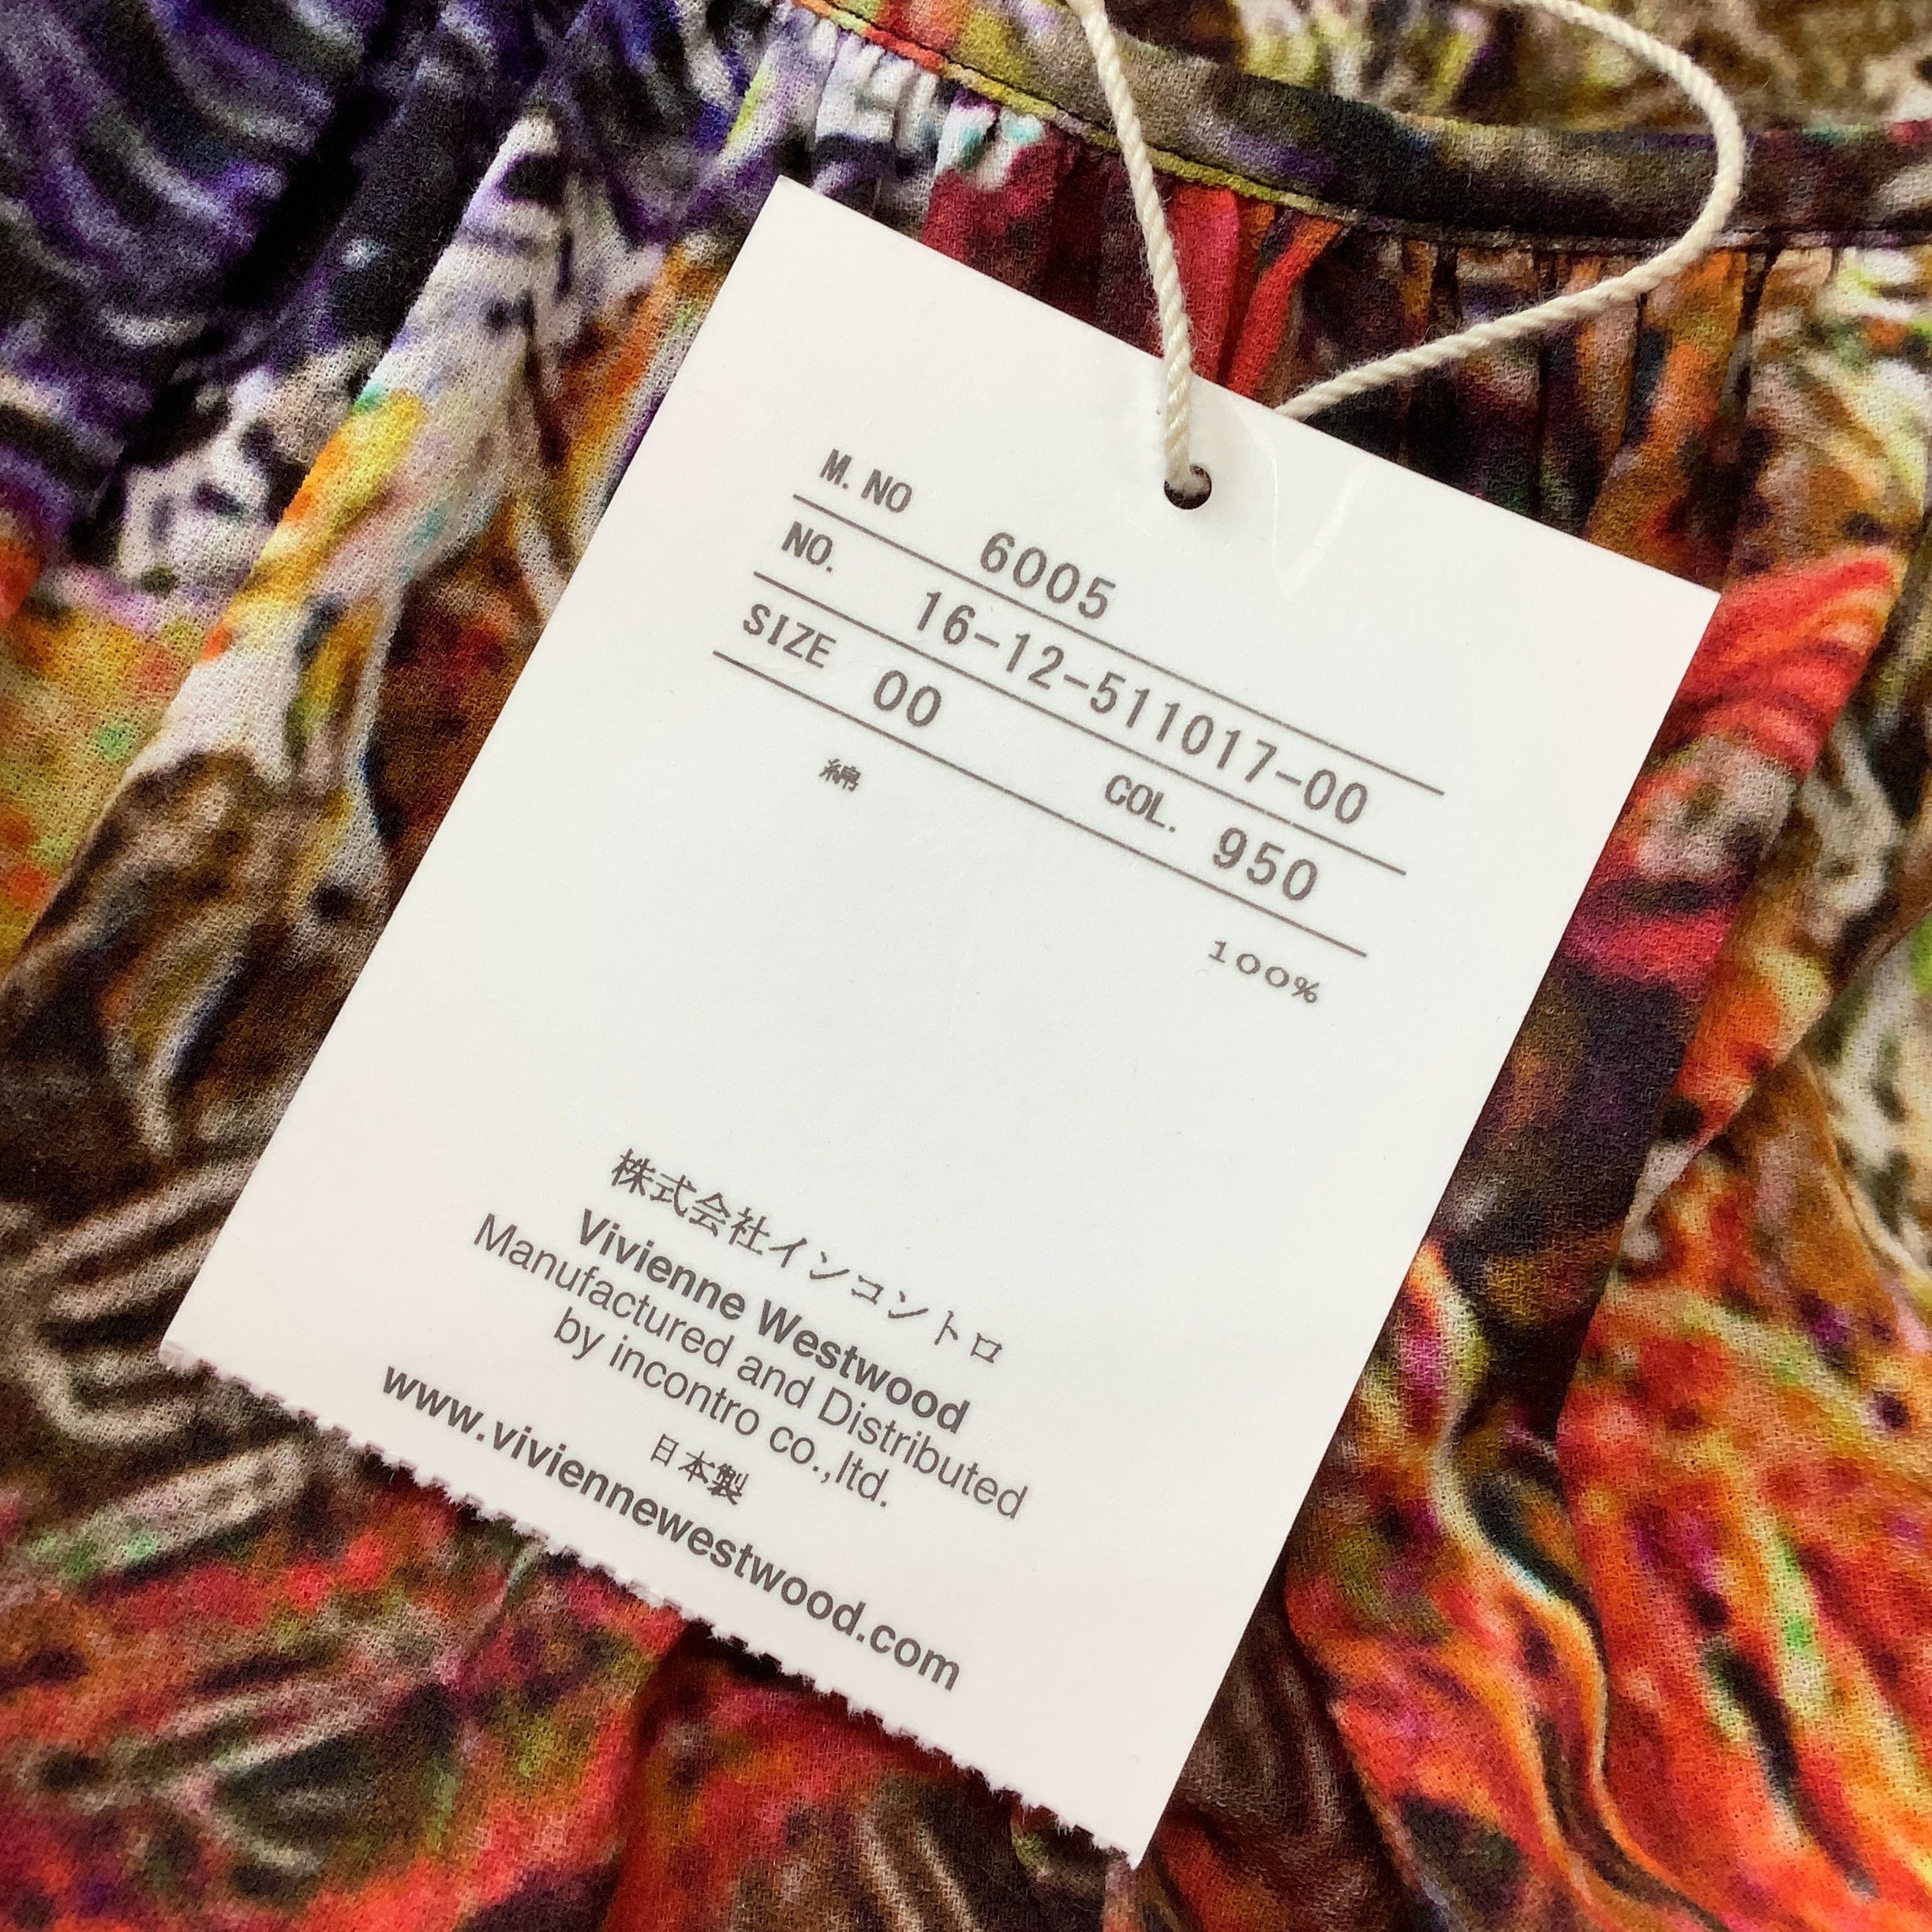 M. NO 6005
NO. 16-12-511017-00
SIZE 00 COL. 950
綿 100%
株式会社インコントロ
Vivienne Westwood
Manufactured and Distributed
by incontro co.,ltd.
日本製
www.viviennewestwood.com